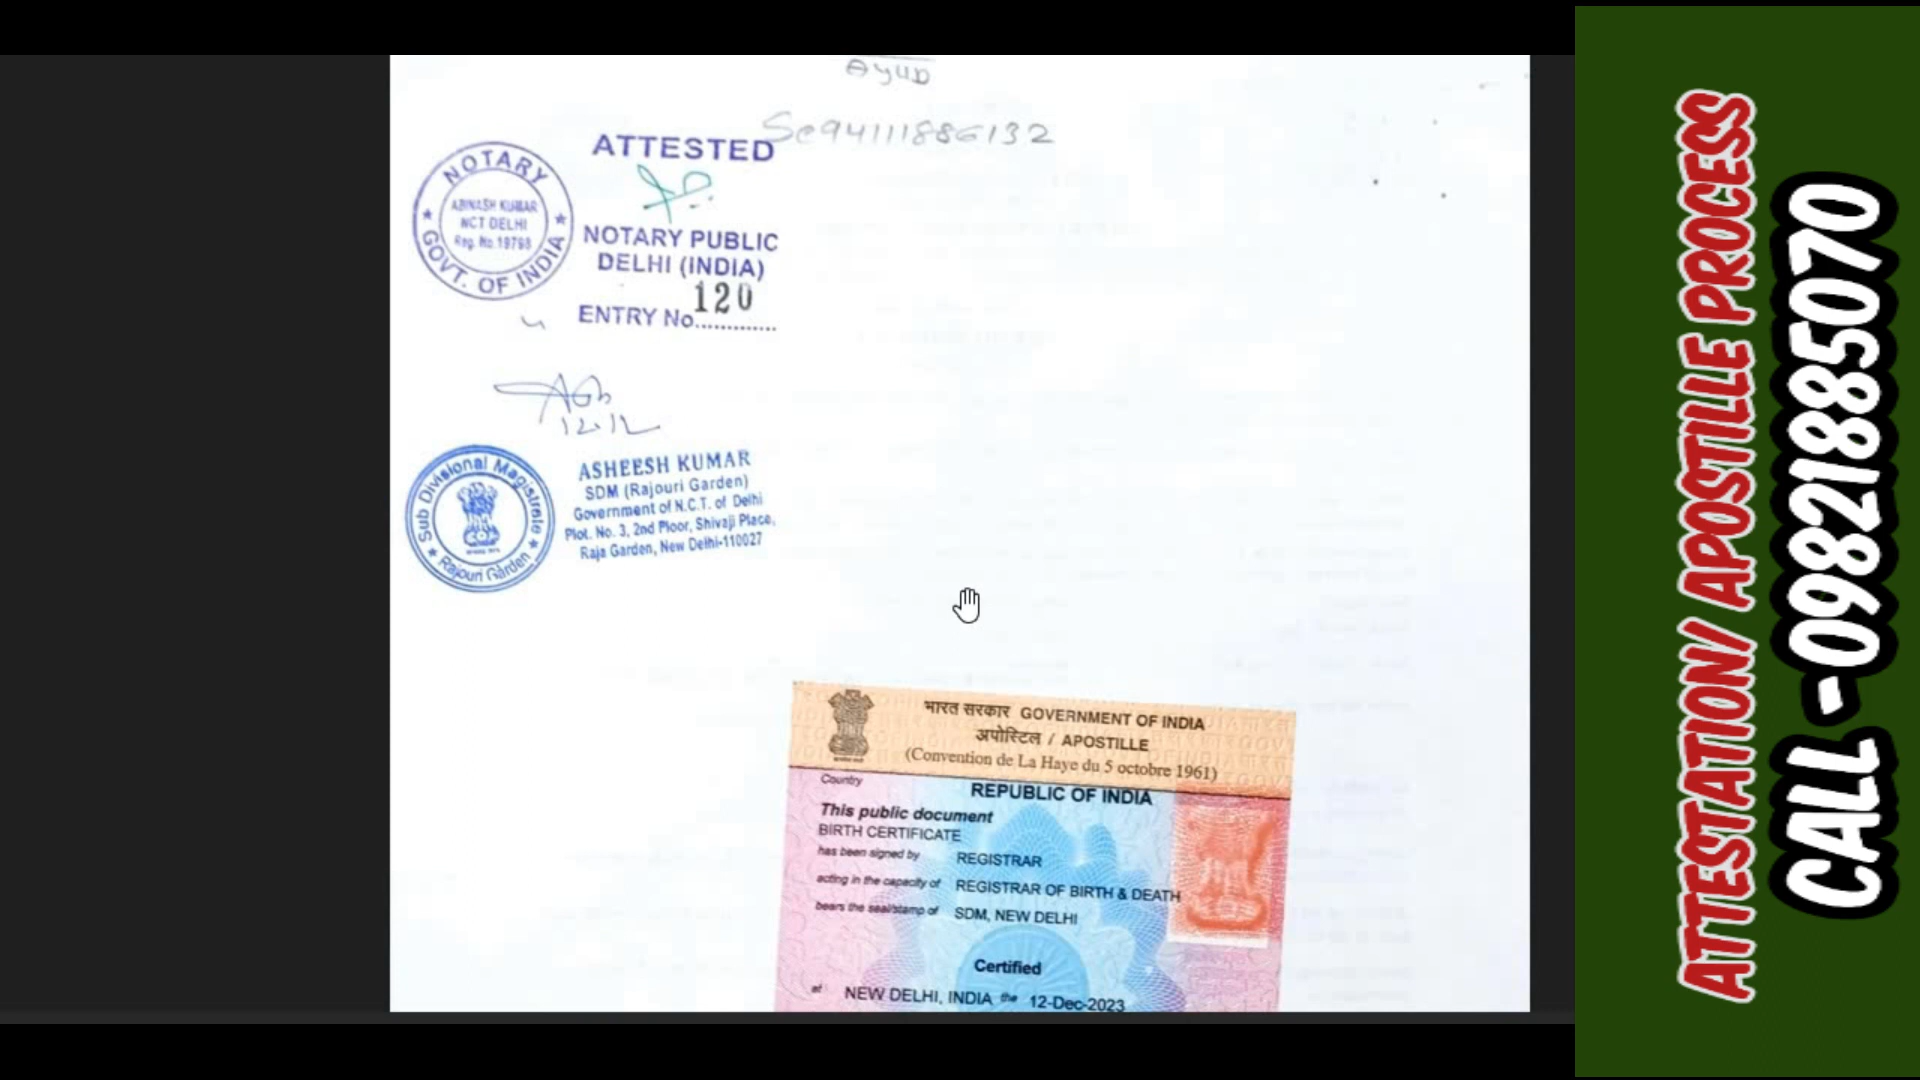 Ayub
Sc94111886132
ATTESTED
NOTARY
ABINASH KUMAR
NCT DELHI
Reg. No.19798
GOVT. OF INDIA
NOTARY PUBLIC
DELHI (INDIA)
120
ENTRY No.............
12.12
Sub Divisional Magistrate
Rajouri Garden
ASHEESH KUMAR
SDM (Rajouri Garden)
Government of N.C.T. of Delhi
Plot. No. 3, 2nd Floor, Shivaji Place,
Raja Garden, New Delhi-110027
भारत सरकार GOVERNMENT OF INDIA
अपोस्टिल / APOSTILLE
(Convention de La Haye du 5 octobre 1961)
Country
REPUBLIC OF INDIA
This public document
BIRTH CERTIFICATE
has been signed by REGISTRAR
acting in the capacity of REGISTRAR OF BIRTH & DEATH
bears the seal/stamp of SDM, NEW DELHI
Certified
at NEW DELHI, INDIA the 12-Dec-2023
ATTESTATION/ APOSTILLE PROCESS
CALL -09821885070